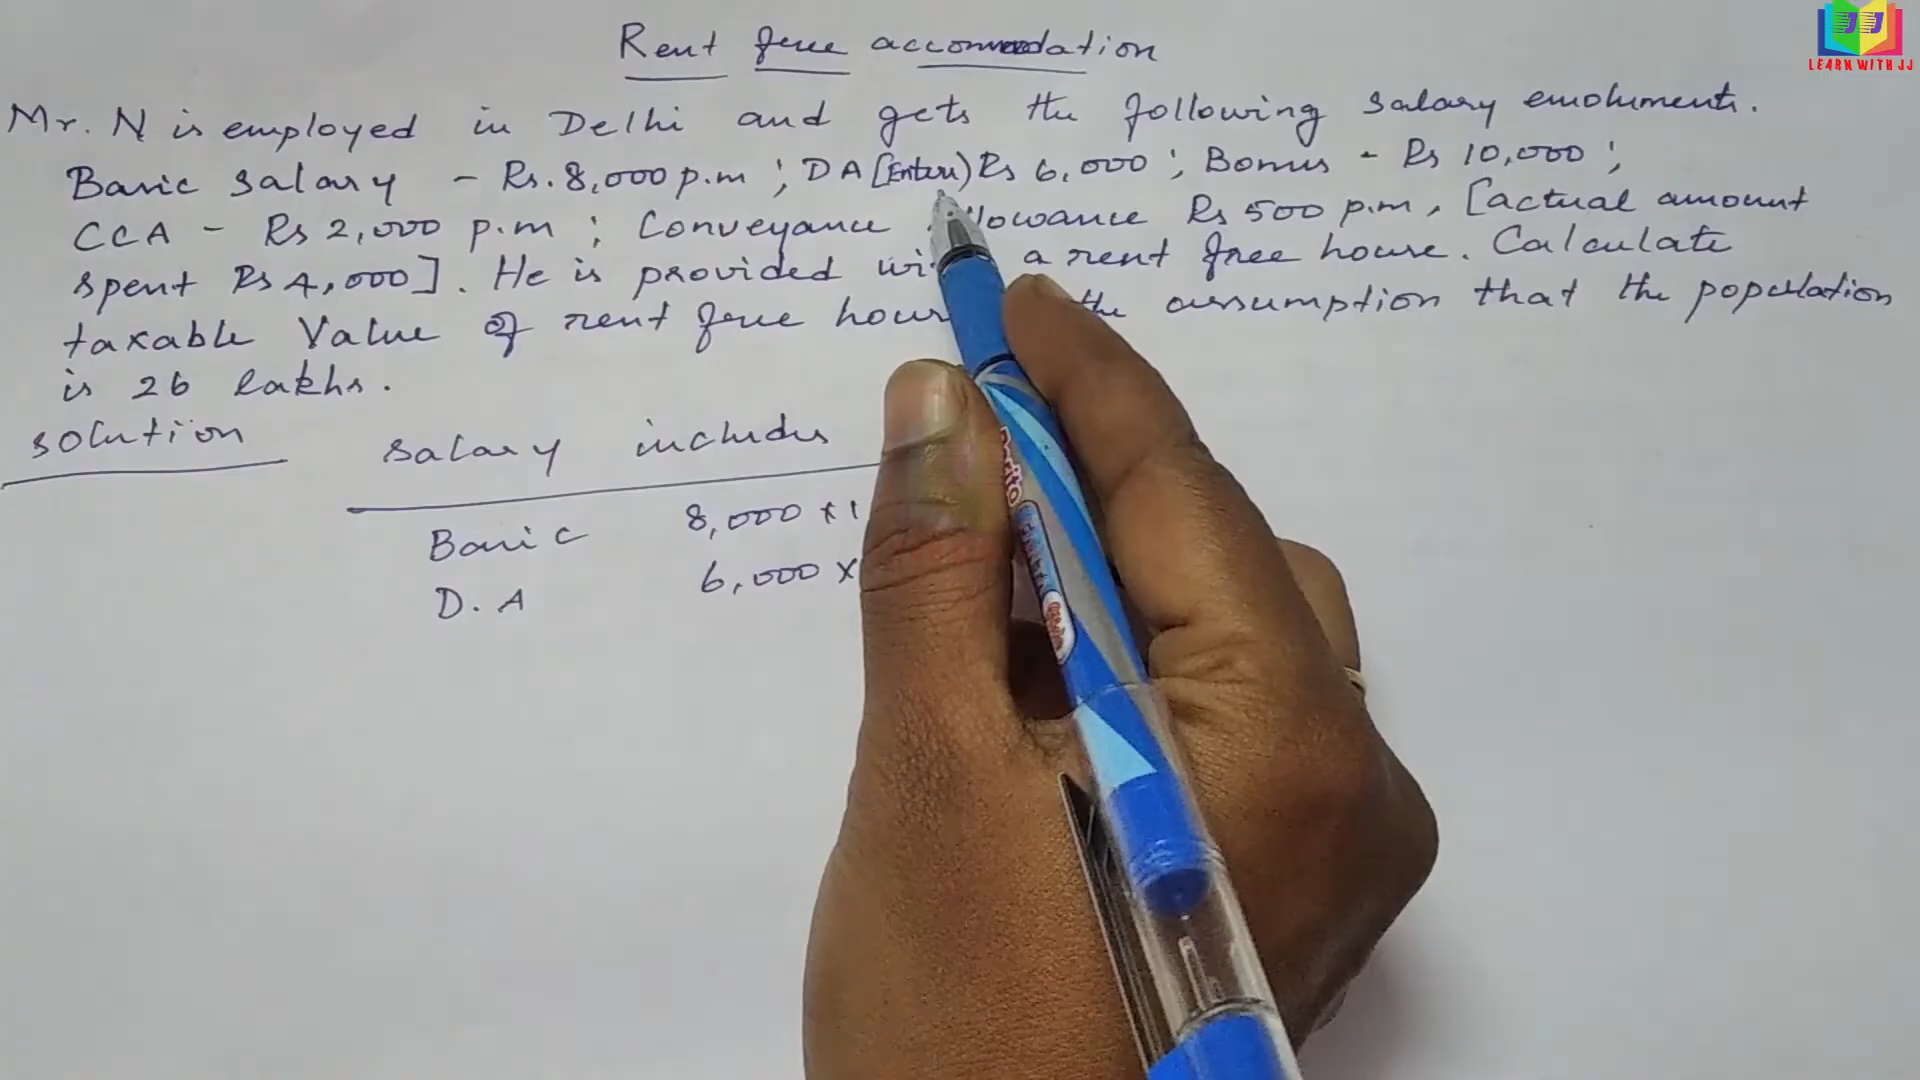 Rent free accommodation
Mr. N is employed in Delhi and gets the following salary emoluments.
Basic salary - Rs. 8,000 p.m ; DA [Enters) Rs 6,000 ; Bonus - Rs 10,000 ;
CCA - Rs 2,000 p.m ; Conveyance allowance Rs 500 p.m, [actual amount
spent Rs 4,000]. He is provided with a rent free house. Calculate
taxable Value of rent free house the assumption that the population
is 26 lakhs.
solution
salary includes
Basic 8,000 × 1
D.A 6,000 ×
LEARN WITH JJ